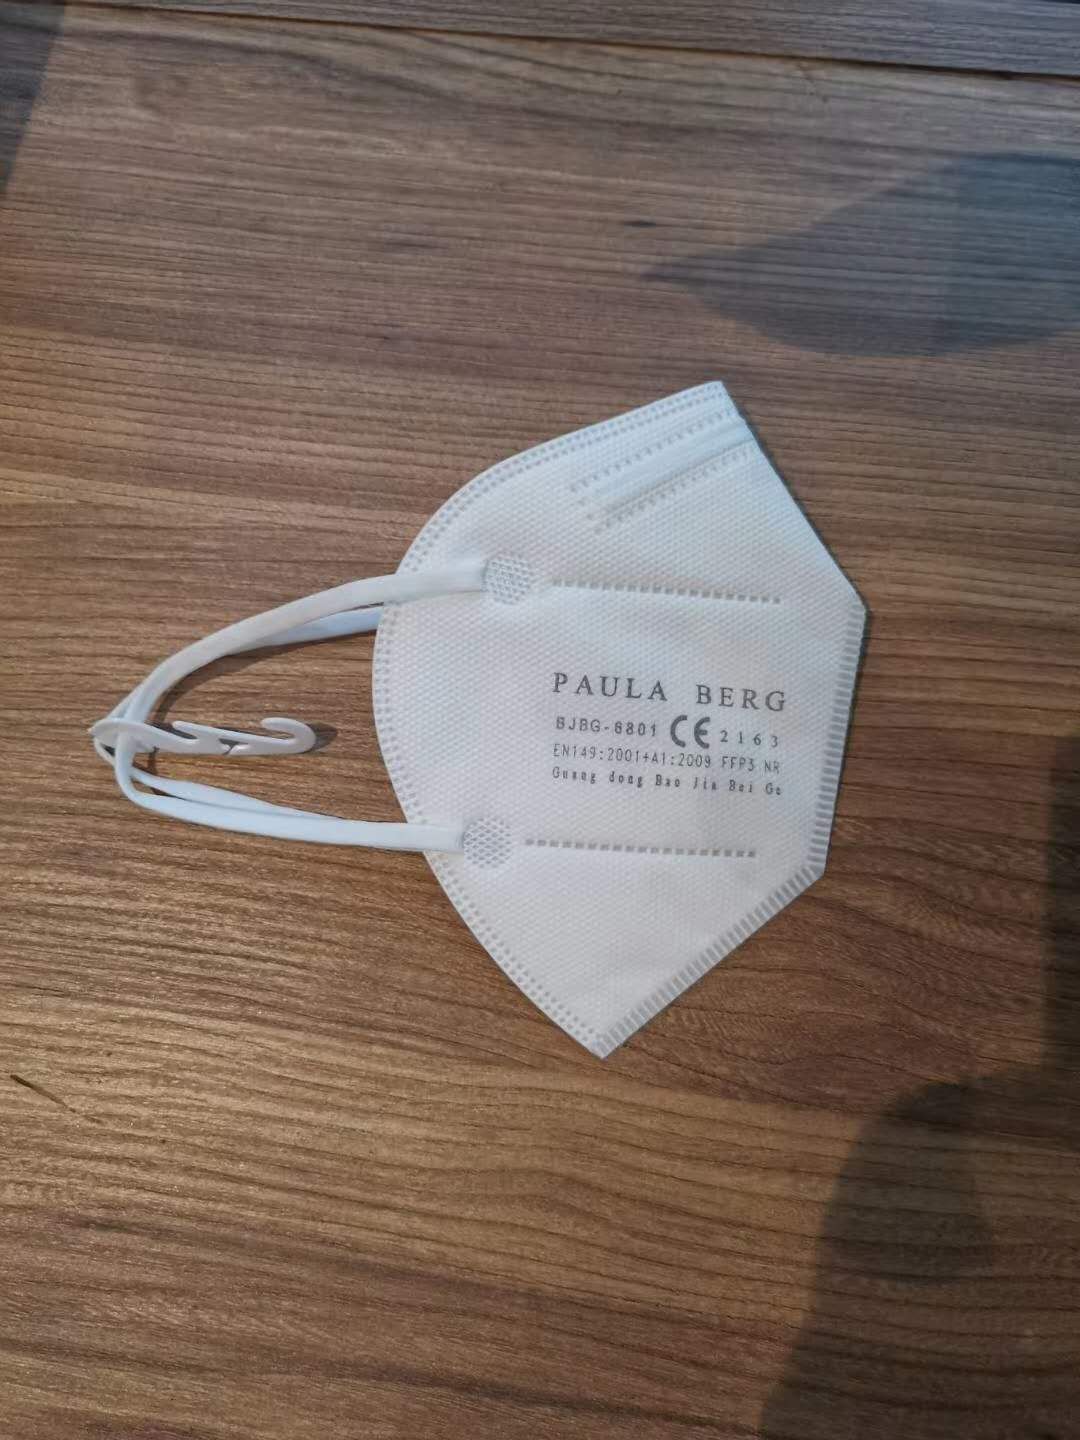 PAULA BERG
BJBG-6801 CE 2163
EN149:2001+A1:2009 FFP3 NR
Guang dong Bao Jia Bei Ge